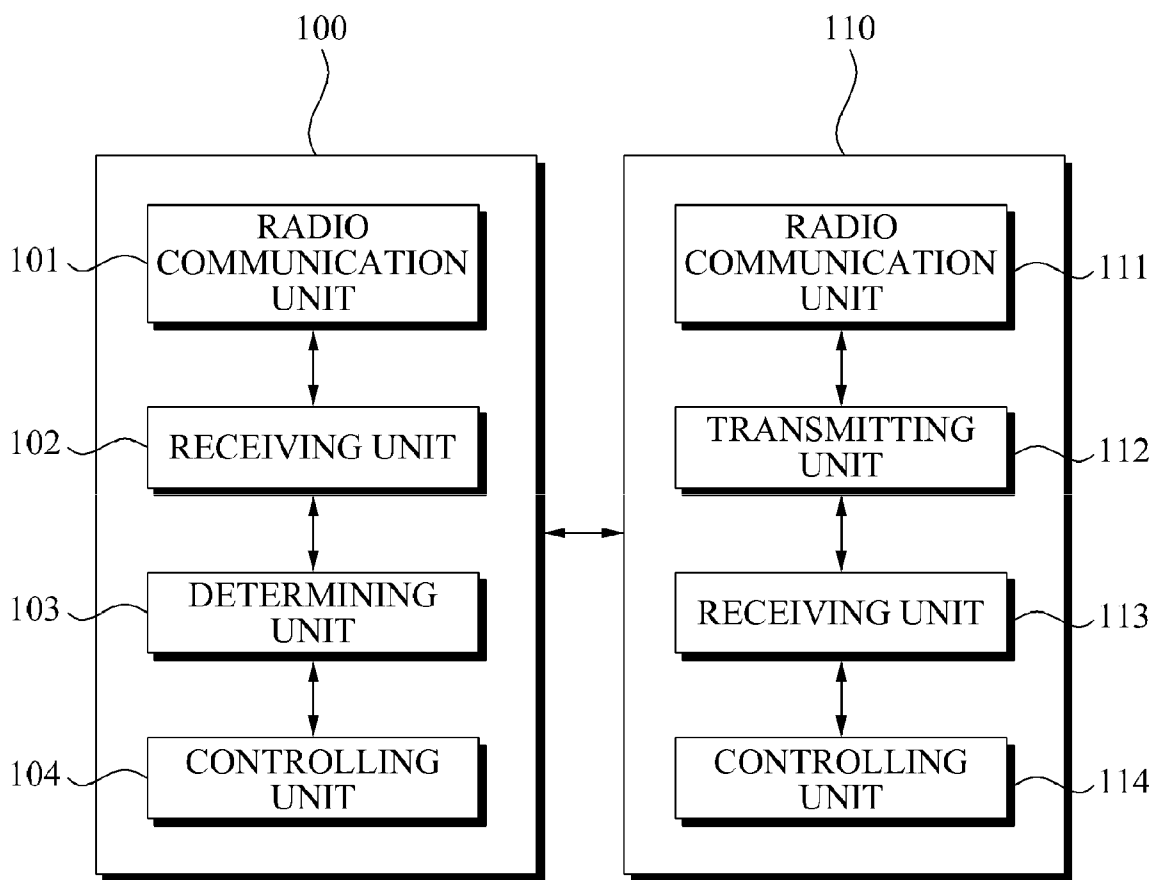 100
110
101
RADIO
COMMUNICATION
UNIT
RADIO
COMMUNICATION
UNIT
111
102
RECEIVING UNIT
TRANSMITTING
UNIT
112
103
DETERMINING
UNIT
RECEIVING UNIT
113
104
CONTROLLING
UNIT
CONTROLLING
UNIT
114